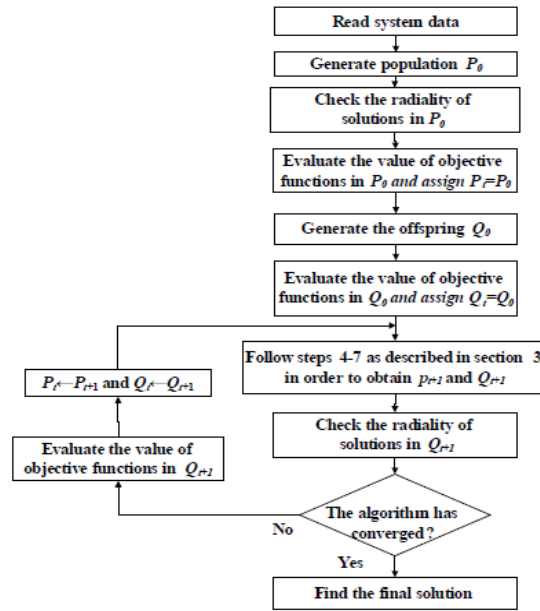 Read system data
Generate population P0
Check the radiality of
solutions in P0
Evaluate the value of objective
functions in P0 and assign Pt=P0
Generate the offspring Q0
Evaluate the value of objective
functions in Q0 and assign Qt=Q0
Follow steps 4-7 as described in section 3
in order to obtain pt+1 and Qt+1
Check the radiality of
solutions in Qt+1
The algorithm has
converged?
No
Evaluate the value of
objective functions in Qt+1
Pt←Pt+1 and Qt←Qt+1
Yes
Find the final solution